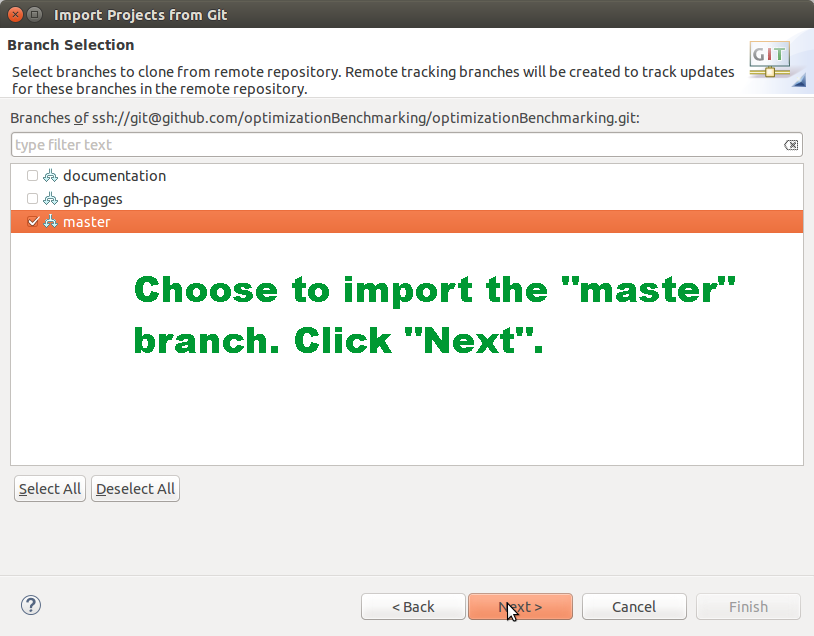 Import Projects from Git
Branch Selection
GIT
Select branches to clone from remote repository. Remote tracking branches will be created to track updates
for these branches in the remote repository.
Branches of ssh://git@github.com/optimizationBenchmarking/optimizationBenchmarking.git:
type filter text
documentation
gh-pages
master
Choose to import the "master"
branch. Click "Next".
Select All Deselect All
? < Back Next > Cancel Finish